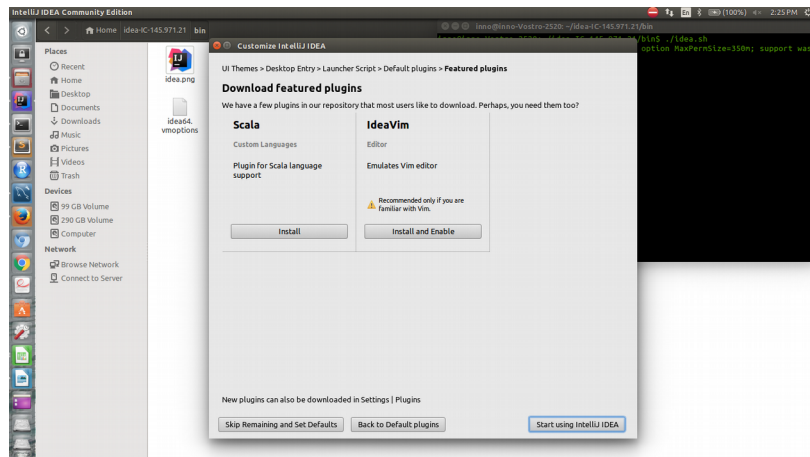 IntelliJ IDEA Community Edition
En
(100%)
2:25 PM
Home
idea-IC-145.971.21
bin
inno@inno-Vostro-2520: ~/idea-IC-145.971.21/bin
$ ./idea.sh
option MaxPermSize=350m; support was
Places
Recent
Home
Desktop
Documents
Downloads
Music
Pictures
Videos
Trash
Devices
99 GB Volume
290 GB Volume
Computer
Network
Browse Network
Connect to Server
idea.png
idea64.
vmoptions
Customize IntelliJ IDEA
UI Themes > Desktop Entry > Launcher Script > Default plugins > Featured plugins
Download featured plugins
We have a few plugins in our repository that most users like to download. Perhaps, you need them too?
Scala
Custom Languages
Plugin for Scala language
support
Install
IdeaVim
Editor
Emulates Vim editor
Recommended only if you are
familiar with Vim.
Install and Enable
New plugins can also be downloaded in Settings | Plugins
Skip Remaining and Set Defaults
Back to Default plugins
Start using IntelliJ IDEA